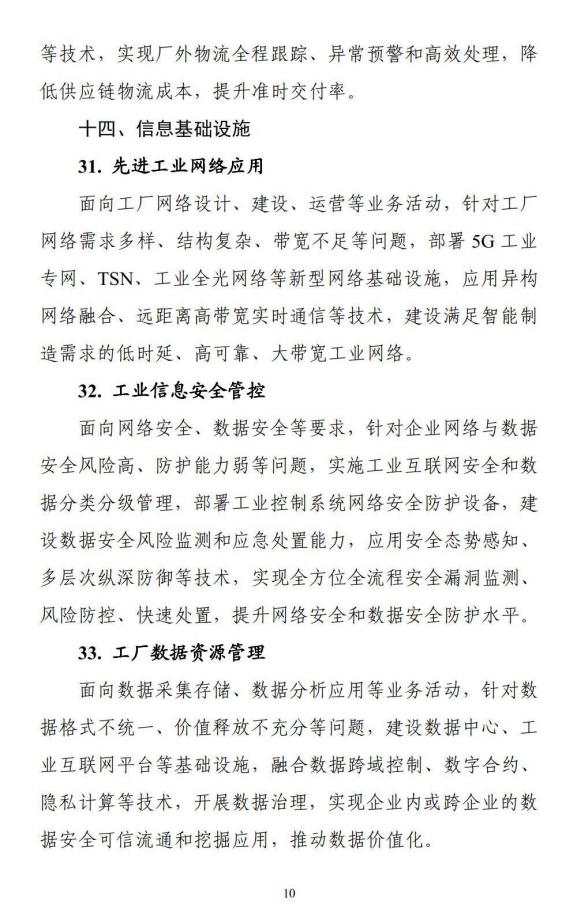 等技术，实现厂外物流全程跟踪、异常预警和高效处理，降
低供应链物流成本，提升准时交付率。
十四、信息基础设施
31. 先进工业网络应用
面向工厂网络设计、建设、运营等业务活动，针对工厂
网络需求多样、结构复杂、带宽不足等问题，部署 5G 工业
专网、TSN、工业全光网络等新型网络基础设施，应用异构
网络融合、远距离高带宽实时通信等技术，建设满足智能制
造需求的低时延、高可靠、大带宽工业网络。
32. 工业信息安全管控
面向网络安全、数据安全等要求，针对企业网络与数据
安全风险高、防护能力弱等问题，实施工业互联网安全和数
据分类分级管理，部署工业控制系统网络安全防护设备，建
设数据安全风险监测和应急处置能力，应用安全态势感知、
多层次纵深防御等技术，实现全方位全流程安全漏洞监测、
风险防控、快速处置，提升网络安全和数据安全防护水平。
33. 工厂数据资源管理
面向数据采集存储、数据分析应用等业务活动，针对数
据格式不统一、价值释放不充分等问题，建设数据中心、工
业互联网平台等基础设施，融合数据跨域控制、数字合约、
隐私计算等技术，开展数据治理，实现企业内或跨企业的数
据安全可信流通和挖掘应用，推动数据价值化。
10